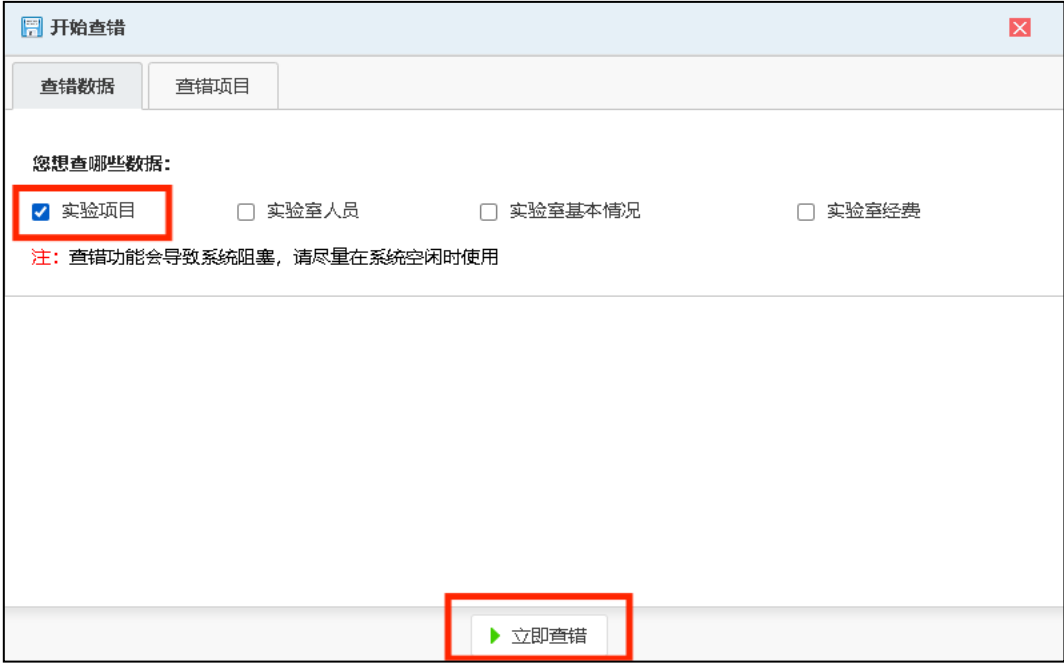 开始查错
查错数据 查错项目
您想查哪些数据：
实验项目 实验室人员 实验室基本情况 实验室经费
注：查错功能会导致系统阻塞，请尽量在系统空闲时使用
立即查错